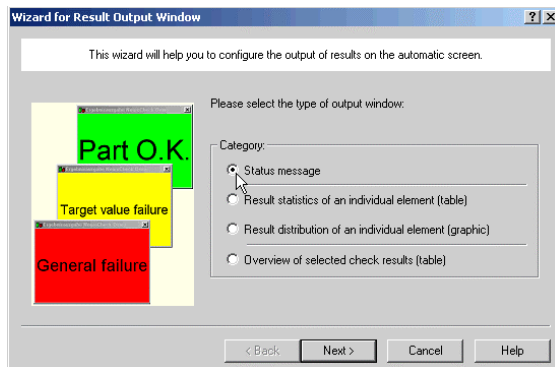 Wizard for Result Output Window
This wizard will help you to configure the output of results on the automatic screen.
Please select the type of output window:
Category:
Status message
Result statistics of an individual element (table)
Result distribution of an individual element (graphic)
Overview of selected check results (table)
Part O.K.
Target value failure
General failure
< Back
Next >
Cancel
Help